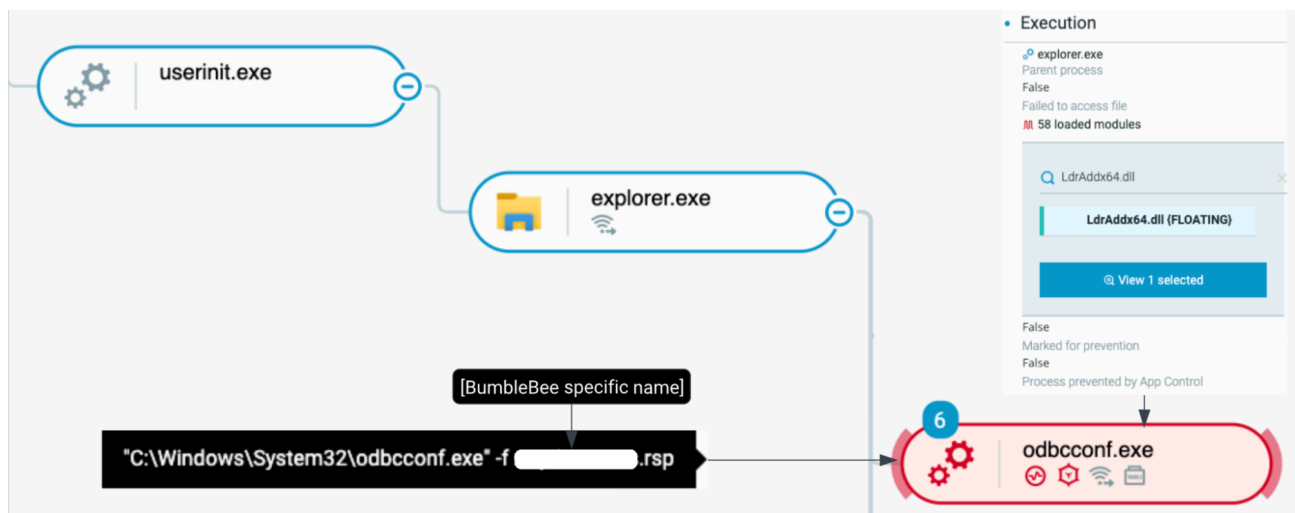 userinit.exe
explorer.exe
[BumbleBee specific name]
"C:\Windows\System32\odbcconf.exe" -f .rsp
Execution
explorer.exe
Parent process
False
Failed to access file
58 loaded modules
LdrAddx64.dll
LdrAddx64.dll {FLOATING}
View 1 selected
False
Marked for prevention
False
Process prevented by App Control
6
odbcconf.exe